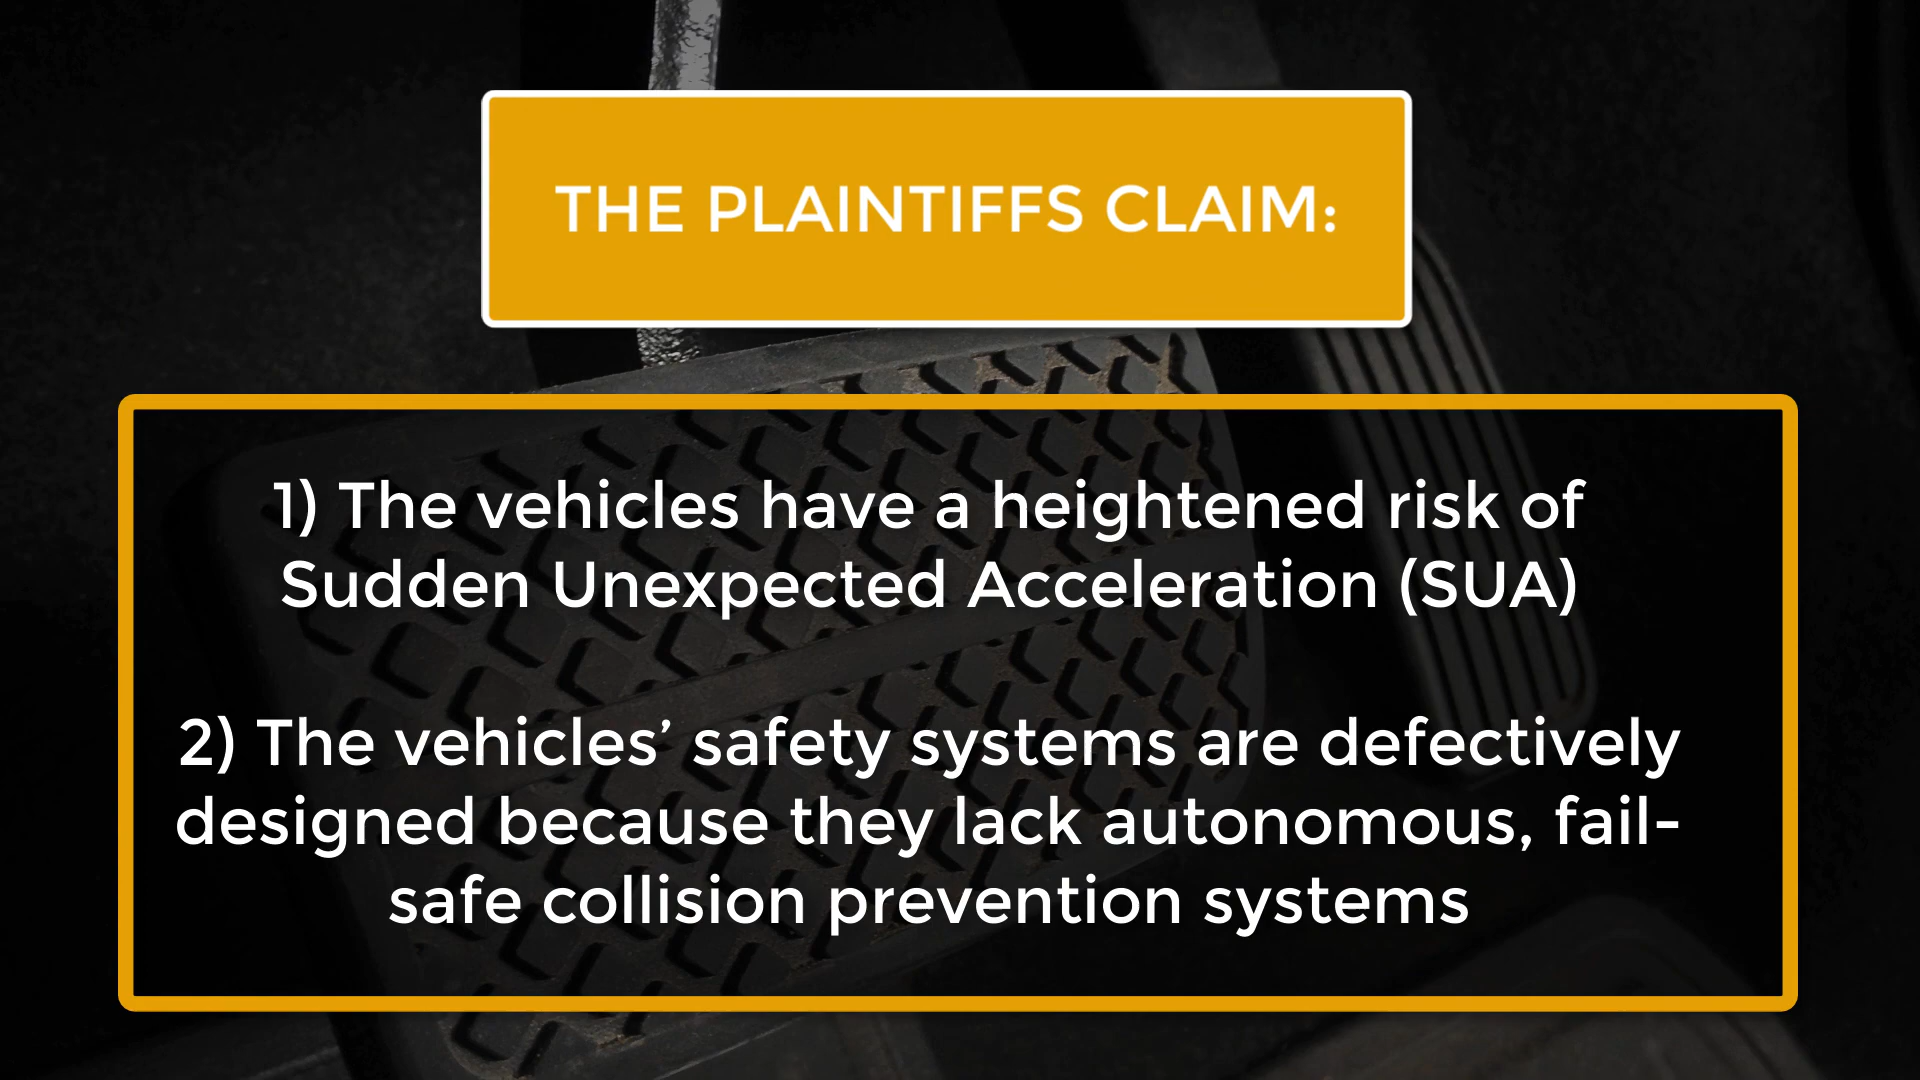 THE PLAINTIFFS CLAIM:
1) The vehicles have a heightened risk of
Sudden Unexpected Acceleration (SUA)
2) The vehicles’ safety systems are defectively
designed because they lack autonomous, fail-
safe collision prevention systems